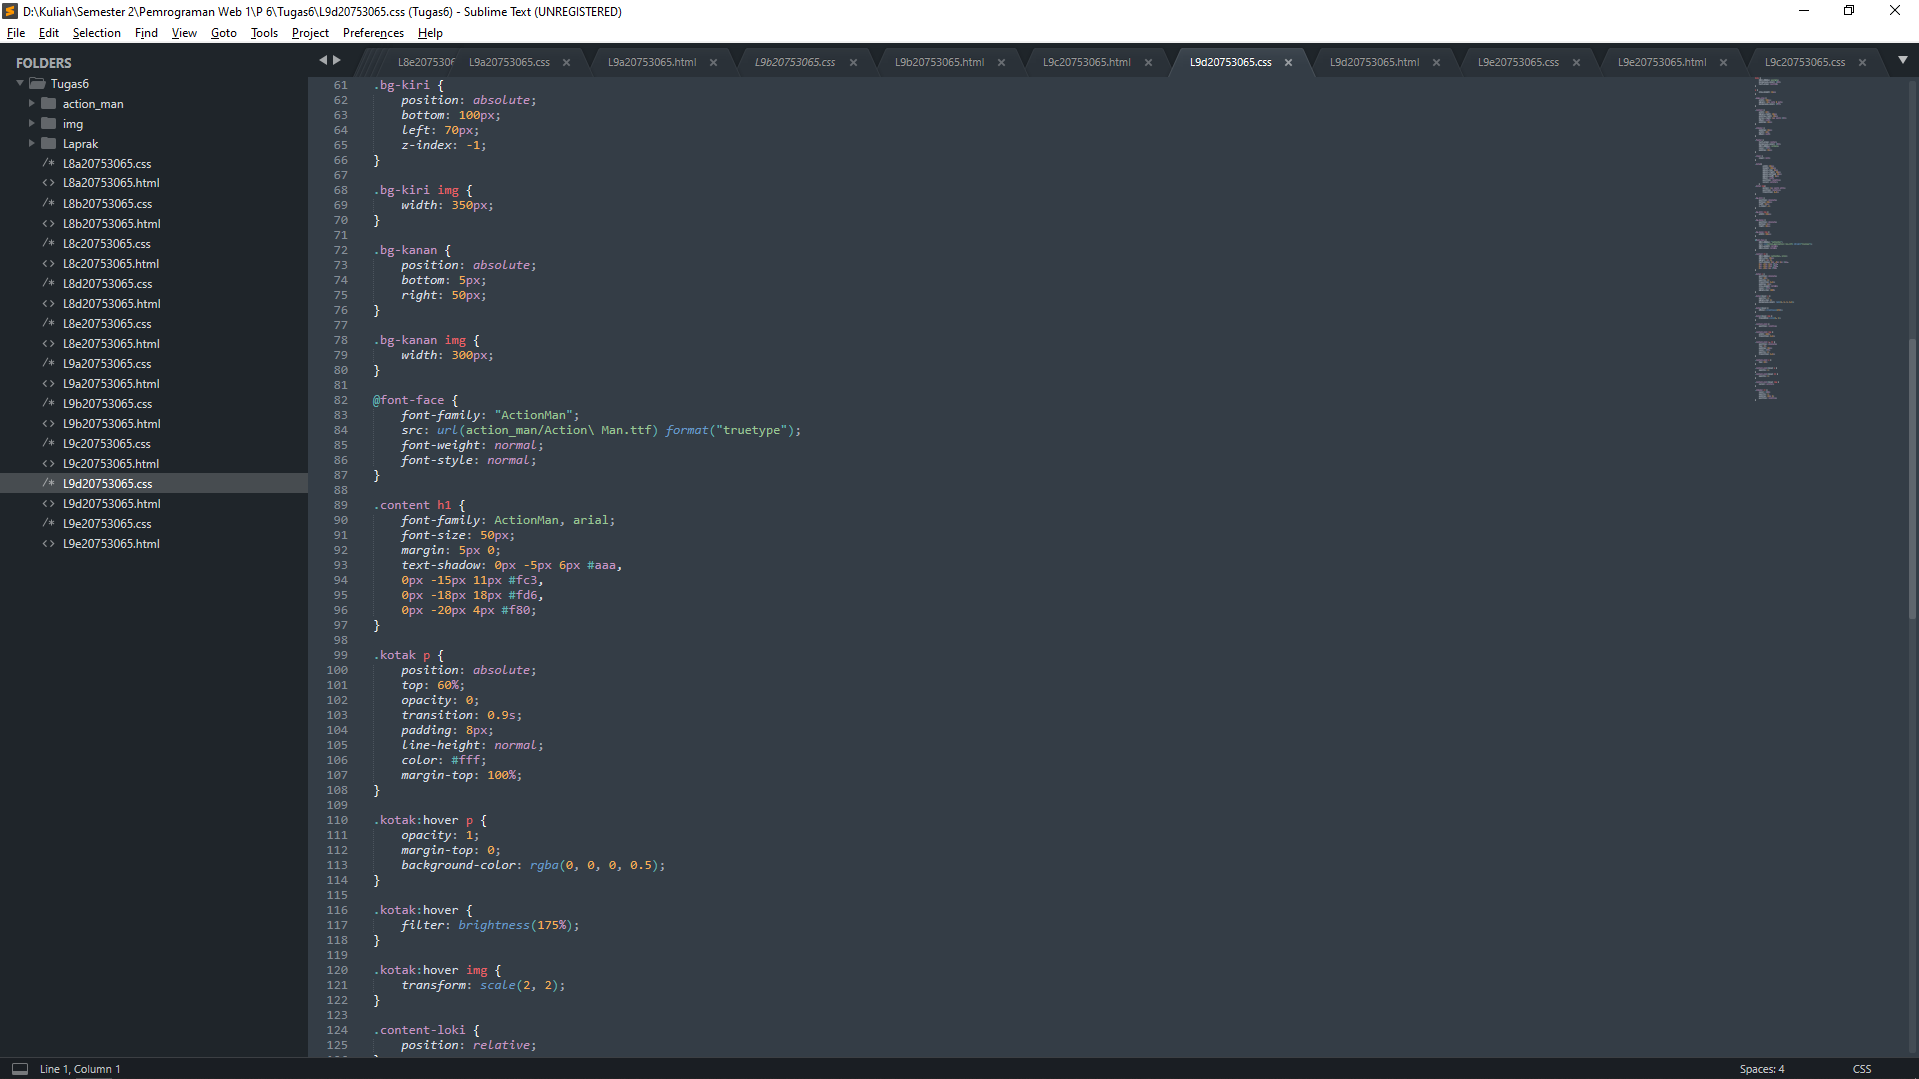 D:\Kuliah\Semester 2\Pemrograman Web 1\P 6\Tugas6\L9d20753065.css (Tugas6) - Sublime Text (UNREGISTERED)
File Edit Selection Find View Goto Tools Project Preferences Help
FOLDERS
Tugas6
action_man
img
Laprak
L8a20753065.css
L8a20753065.html
L8b20753065.css
L8b20753065.html
L8c20753065.css
L8c20753065.html
L8d20753065.css
L8d20753065.html
L8e20753065.css
L8e20753065.html
L9a20753065.css
L9a20753065.html
L9b20753065.css
L9b20753065.html
L9c20753065.css
L9c20753065.html
L9d20753065.css
L9d20753065.html
L9e20753065.css
L9e20753065.html
L8e2075306 L9a20753065.css L9a20753065.html L9b20753065.css L9b20753065.html L9c20753065.html L9d20753065.css L9d20753065.html L9e20753065.css L9e20753065.html L9c20753065.css
61 .bg-kiri {
62 position: absolute;
63 bottom: 100px;
64 left: 70px;
65 z-index: -1;
66 }
67
68 .bg-kiri img {
69 width: 350px;
70 }
71
72 .bg-kanan {
73 position: absolute;
74 bottom: 5px;
75 right: 50px;
76 }
77
78 .bg-kanan img {
79 width: 300px;
80 }
81
82 @font-face {
83 font-family: "ActionMan";
84 src: url(action_man/Action\ Man.ttf) format("truetype");
85 font-weight: normal;
86 font-style: normal;
87 }
88
89 .content h1 {
90 font-family: ActionMan, arial;
91 font-size: 50px;
92 margin: 5px 0;
93 text-shadow: 0px -5px 6px #aaa,
94 0px -15px 11px #fc3,
95 0px -18px 18px #fd6,
96 0px -20px 4px #f80;
97 }
98
99 .kotak p {
100 position: absolute;
101 top: 60%;
102 opacity: 0;
103 transition: 0.9s;
104 padding: 8px;
105 line-height: normal;
106 color: #fff;
107 margin-top: 100%;
108 }
109
110 .kotak:hover p {
111 opacity: 1;
112 margin-top: 0;
113 background-color: rgba(0, 0, 0, 0.5);
114 }
115
116 .kotak:hover {
117 filter: brightness(175%);
118 }
119
120 .kotak:hover img {
121 transform: scale(2, 2);
122 }
123
124 .content-loki {
125 position: relative;
Line 1, Column 1 Spaces: 4 CSS